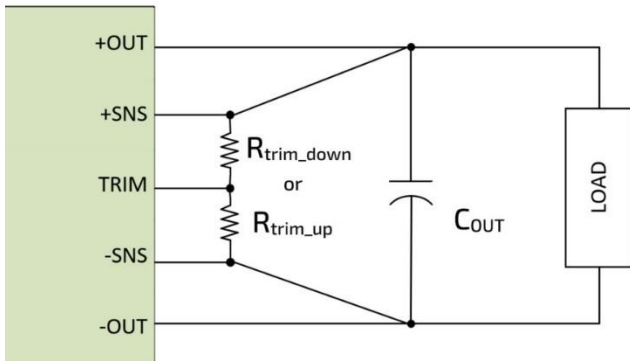 +OUT
+SNS
TRIM
-SNS
-OUT
Rtrim_down
or
Rtrim_up
COUT
LOAD